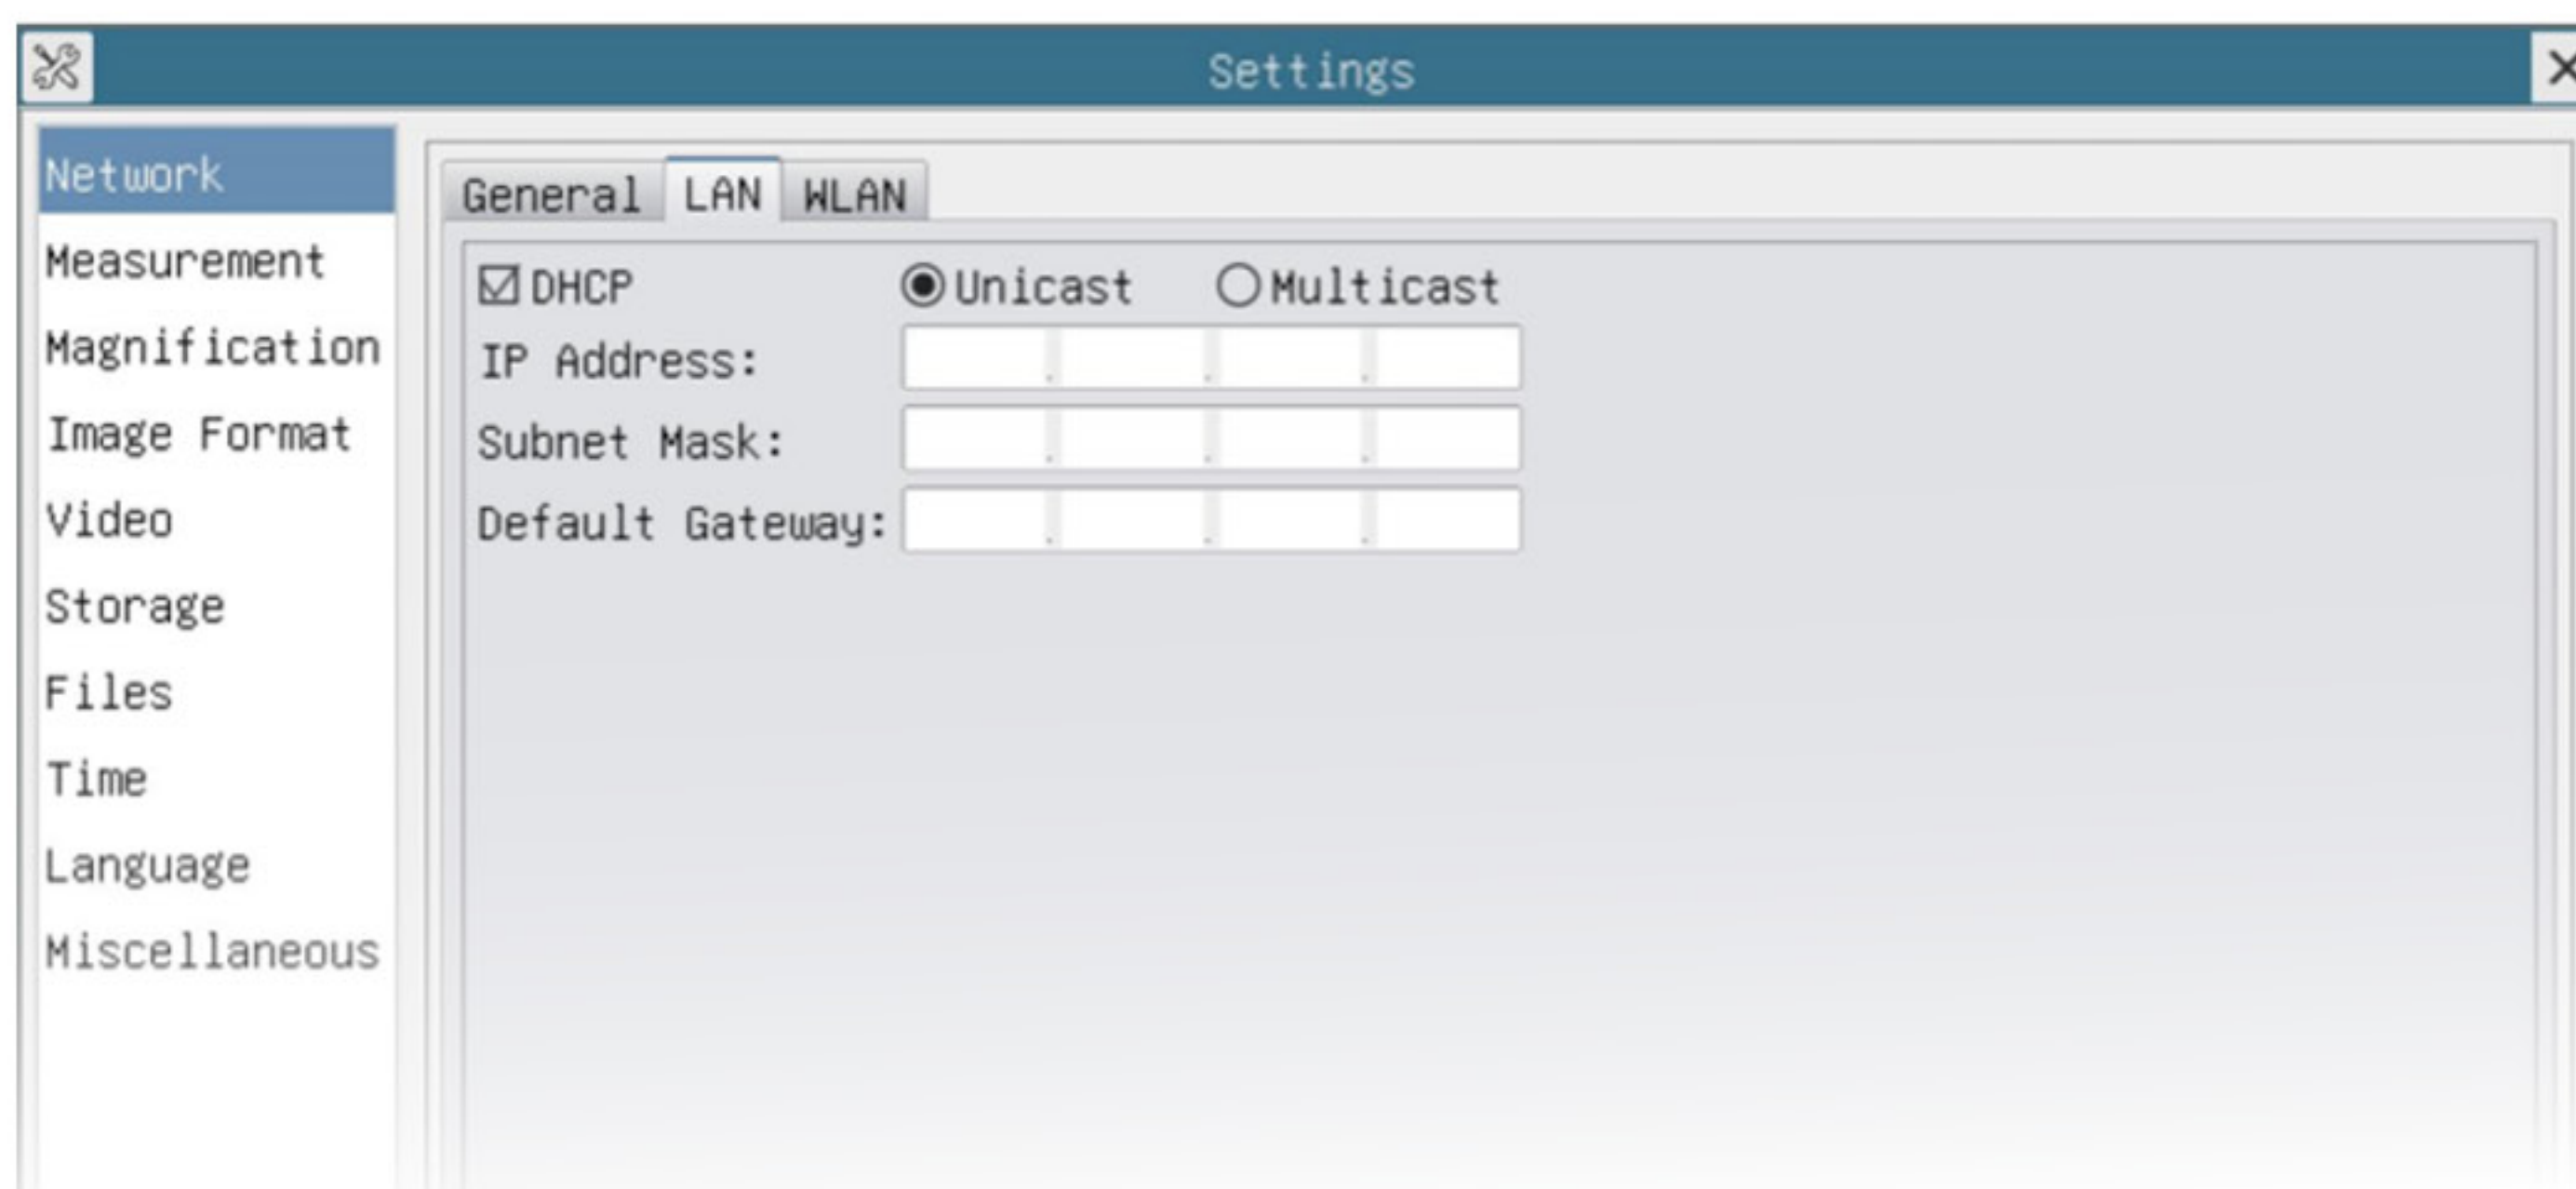 Settings
Network
Measurement
Magnification
Image Format
Video
Storage
Files
Time
Language
Miscellaneous
General LAN WLAN
DHCP Unicast Multicast
IP Address: . . .
Subnet Mask: . . .
Default Gateway: . . .